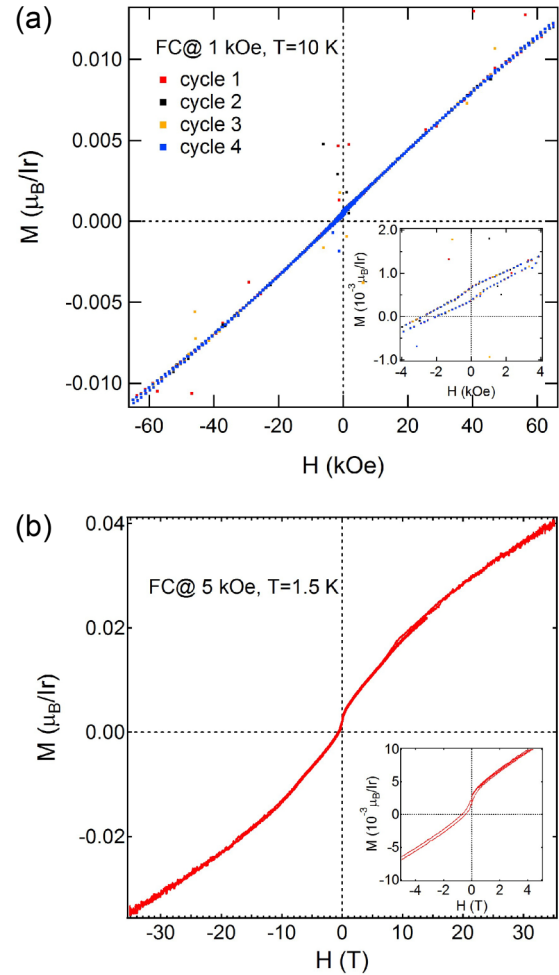 (a)
FC@ 1 kOe, T=10 K
cycle 1
cycle 2
cycle 3
cycle 4
M (μB/Ir)
0.010
0.005
0.000
-0.005
-0.010
-60 -40 -20 0 20 40 60
H (kOe)
M (10-3 μB/Ir)
2.0
1.0
0.0
-1.0
-4 -2 0 2 4
H (kOe)
(b)
FC@ 5 kOe, T=1.5 K
M (μB/Ir)
0.04
0.02
0.00
-0.02
-30 -20 -10 0 10 20 30
H (T)
M (10-3 μB/Ir)
10
5
0
-5
-10
-4 -2 0 2 4
H (T)